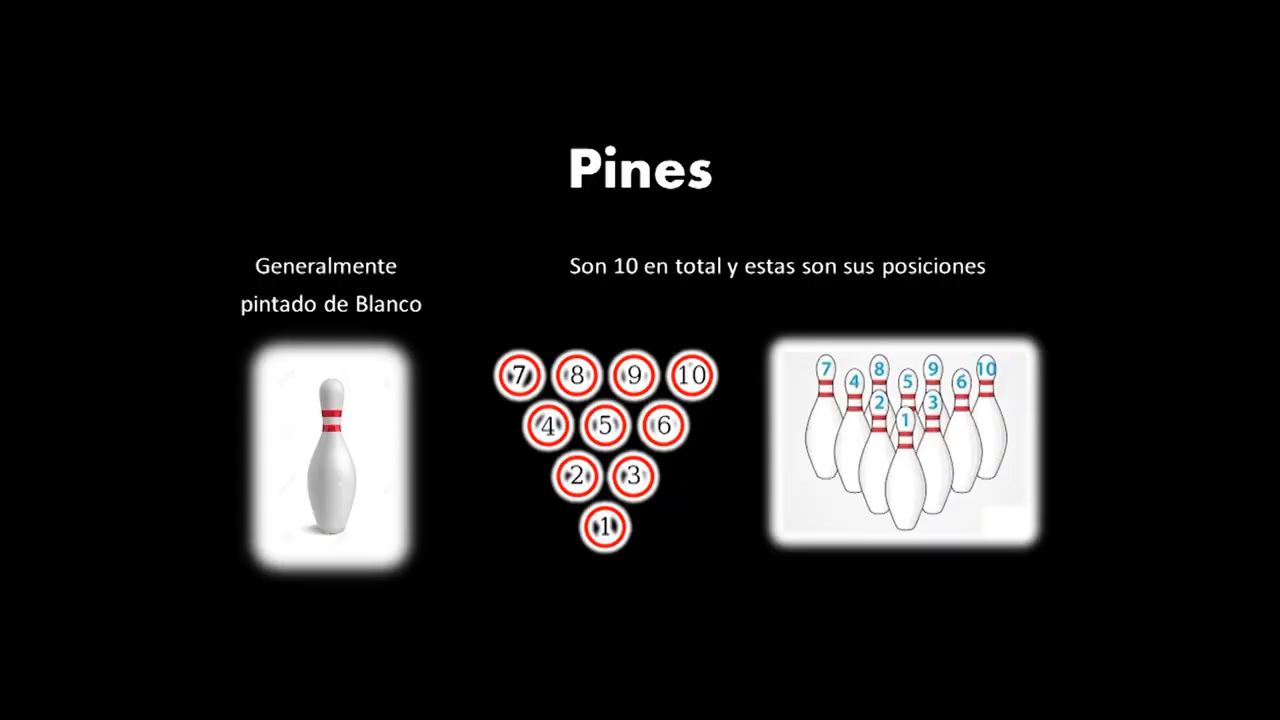 Pines
Generalmente
pintado de Blanco
Son 10 en total y estas son sus posiciones
7 8 9 10
4 5 6
2 3
1
7 8 9 10
4 5 6
2 3
1